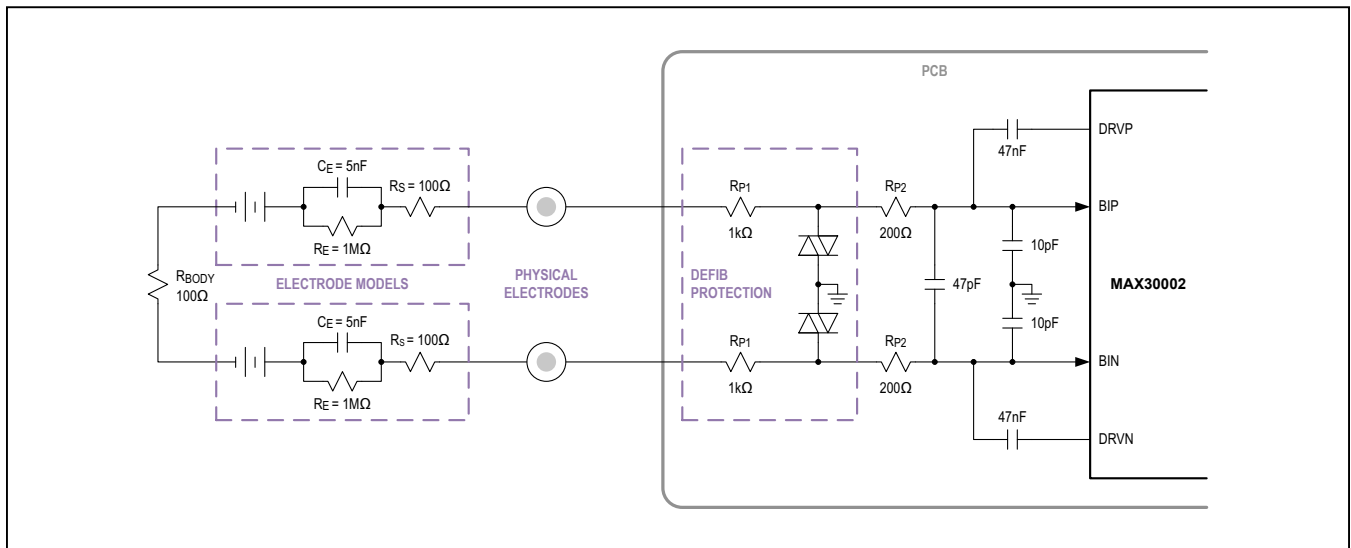 PCB
DRVP
47nF
CE = 5nF
RS = 100Ω
RE = 1MΩ
RP1
1kΩ
RP2
200Ω
BIP
10pF
RBODY
100Ω
ELECTRODE MODELS
PHYSICAL
ELECTRODES
DEFIB
PROTECTION
47pF
MAX30002
10pF
CE = 5nF
RS = 100Ω
RE = 1MΩ
RP1
1kΩ
RP2
200Ω
BIN
47nF
DRVN